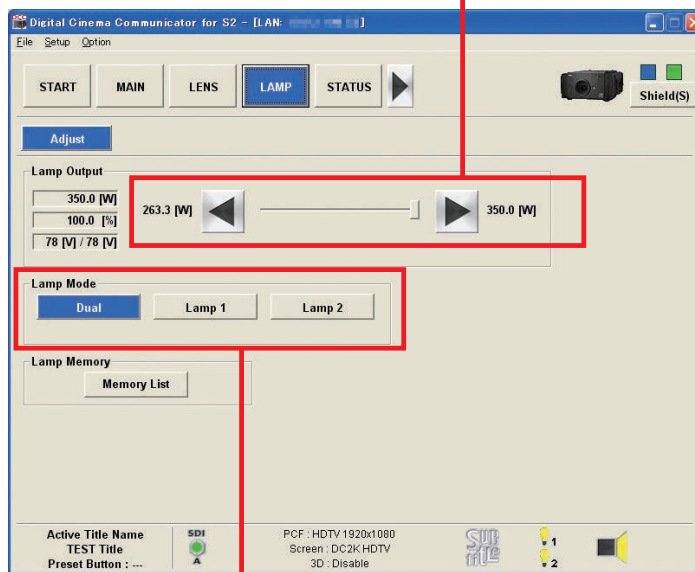 Digital Cinema Communicator for S2 - [LAN: ]
File Setup Option
START MAIN LENS LAMP STATUS
Shield(S)
Adjust
Lamp Output
350.0 [W]
100.0 [%]
78 [V] / 78 [V]
263.3 [W]
350.0 [W]
Lamp Mode
Dual Lamp 1 Lamp 2
Lamp Memory
Memory List
Active Title Name
TEST Title
Preset Button : ---
SDI
A
PCF : HDTV 1920x1080
Screen : DC2K HDTV
3D : Disable
SUB
TITLE
1
2